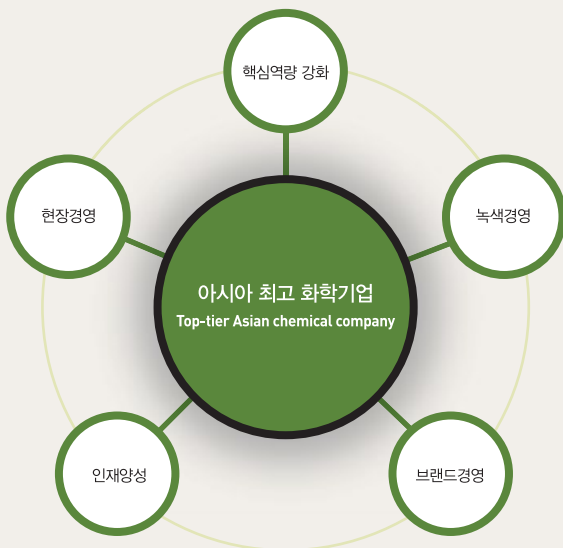 핵심역량 강화
현장경영
녹색경영
아시아 최고 화학기업
Top-tier Asian chemical company
인재양성
브랜드경영